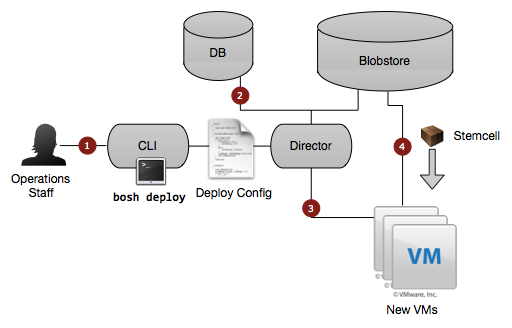 DB
Blobstore
2
1
CLI
Director
4
Stemcell
>_
Operations
Staff
bosh deploy
Deploy Config
3
VM
©VMware, Inc.
New VMs